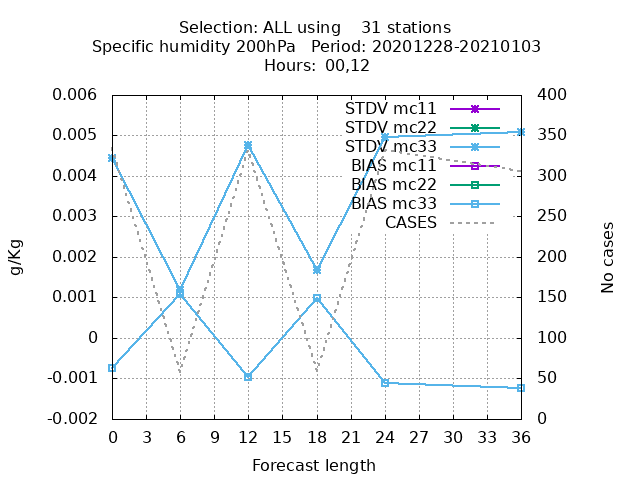 Selection: ALL using    31 stations
Specific humidity 200hPa   Period: 20201228-20210103
Hours: 00,12
0.006
0.005
0.004
0.003
0.002
0.001
0
-0.001
-0.002
g/Kg
STDV mc11
STDV mc22
STDV mc33
BIAS mc11
BIAS mc22
BIAS mc33
CASES
400
350
300
250
200
150
100
50
0
No cases
0 3 6 9 12 15 18 21 24 27 30 33 36
Forecast length